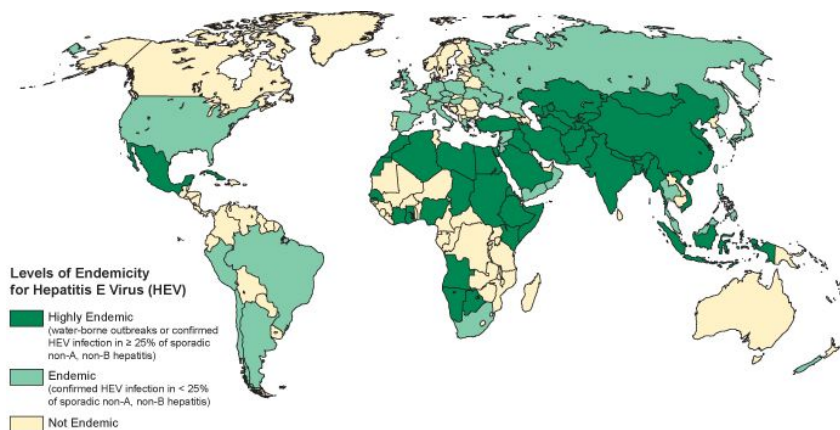 Levels of Endemicity
for Hepatitis E Virus (HEV)
Highly Endemic
(water-borne outbreaks or confirmed
HEV infection in ≥ 25% of sporadic
non-A, non-B hepatitis)
Endemic
(confirmed HEV infection in < 25%
of sporadic non-A, non-B hepatitis)
Not Endemic